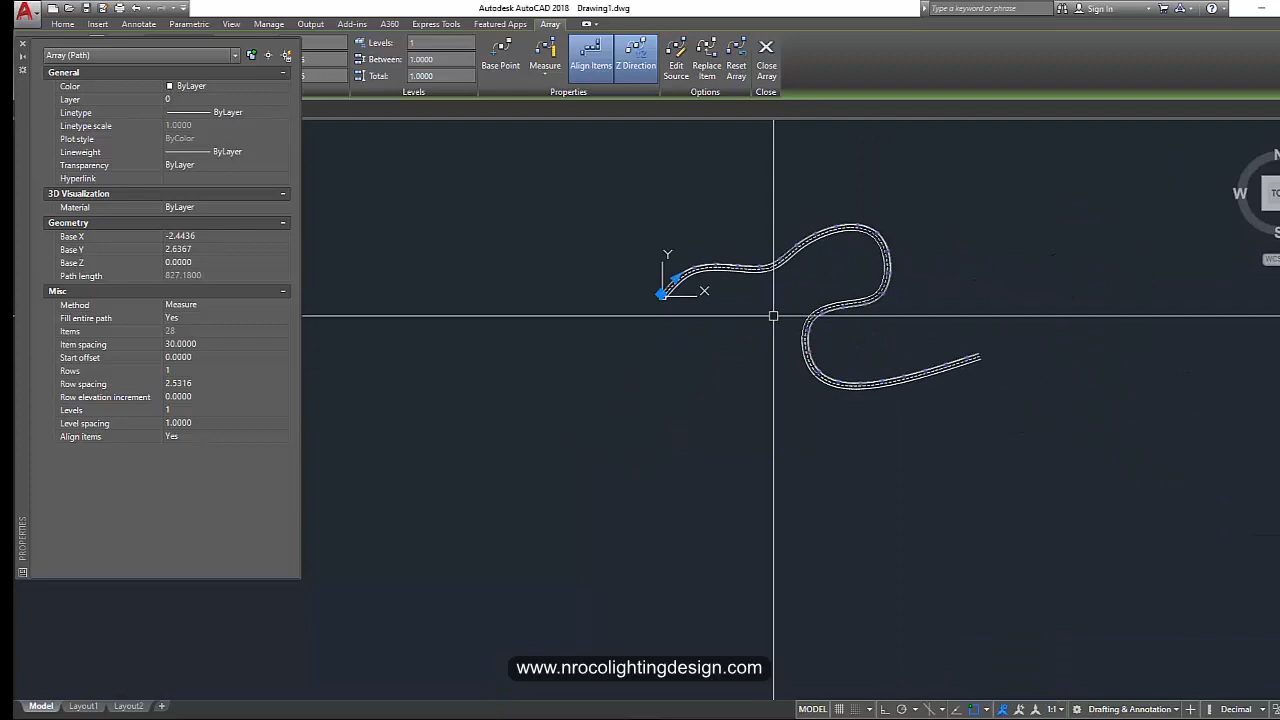 Autodesk AutoCAD 2018 Drawing1.dwg
Type a keyword or phrase
Sign In
Home Insert Annotate Parametric View Manage Output Add-ins A360 Express Tools Featured Apps Array
Array (Path)
Levels: 1
Between: 1.0000
Total: 1.0000
Levels
Base Point
Measure
Align Items
Z Direction
Properties
Edit Source
Replace Item
Reset Array
Options
Close Array
Close
General
Color ByLayer
Layer 0
Linetype ByLayer
Linetype scale 1.0000
Plot style ByColor
Lineweight ByLayer
Transparency ByLayer
Hyperlink
3D Visualization
Material ByLayer
Geometry
Base X -2.4436
Base Y 2.6367
Base Z 0.0000
Path length 827.1800
Misc
Method Measure
Fill entire path Yes
Items 28
Item spacing 30.0000
Start offset 0.0000
Rows 1
Row spacing 2.5316
Row elevation increment 0.0000
Levels 1
Level spacing 1.0000
Align items Yes
PROPERTIES
Y
X
N
W
www.nrocolightingdesign.com
Model Layout1 Layout2 +
MODEL
1:1
Drafting & Annotation
Decimal